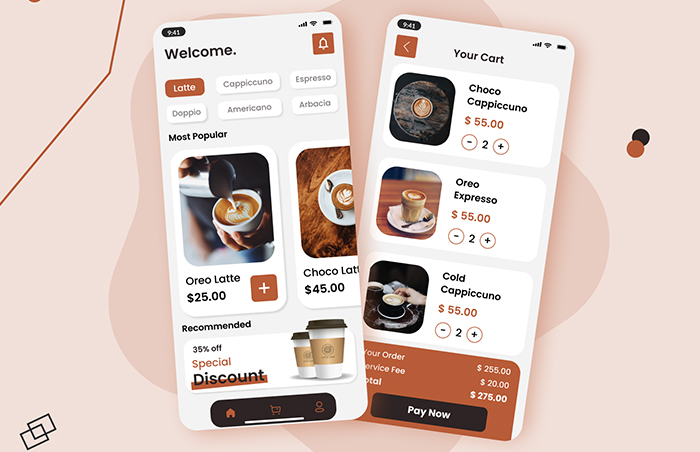 9:41
Welcome.
Latte
Cappiccuno
Espresso
Doppio
Americano
Arbacia
Most Popular
Oreo Latte
$25.00
Choco Latt
$45.00
Recommended
35% off
Special
Discount
9:41
Your Cart
Choco
Cappiccuno
$ 55.00
- 2 +
Oreo
Expresso
$ 55.00
- 2 +
Cold
Cappiccuno
$ 55.00
- 2 +
Your Order $ 255.00
ervice Fee $ 20.00
otal $ 275.00
Pay Now